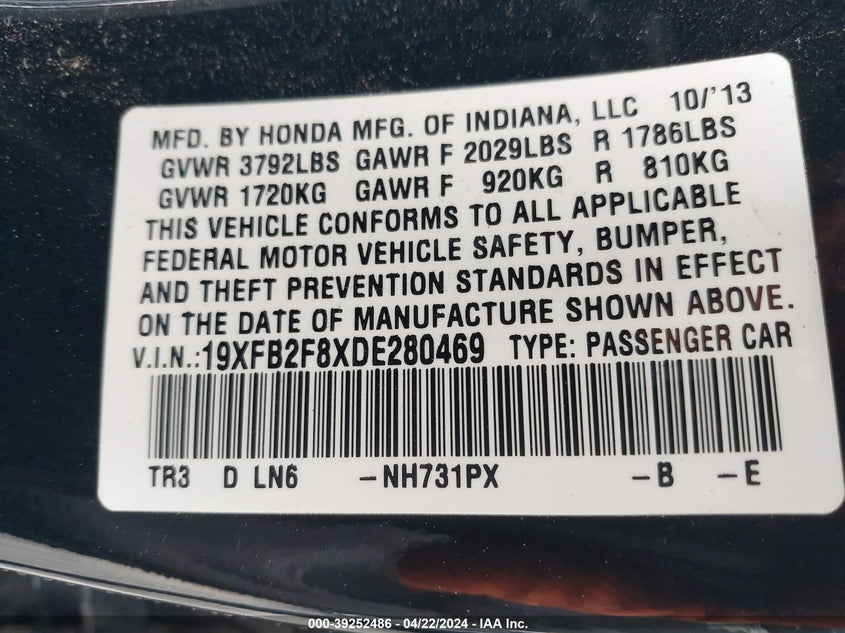 MFD. BY HONDA MFG. OF INDIANA, LLC 10/'13
GVWR 3792LBS GAWR F 2029LBS R 1786LBS
GVWR 1720KG GAWR F 920KG R 810KG
THIS VEHICLE CONFORMS TO ALL APPLICABLE
FEDERAL MOTOR VEHICLE SAFETY, BUMPER,
AND THEFT PREVENTION STANDARDS IN EFFECT
ON THE DATE OF MANUFACTURE SHOWN ABOVE.
V.I.N.:19XFB2F8XDE280469 TYPE: PASSENGER CAR
TR3 D LN6 -NH731PX -B -E
000-39252486 - 04/22/2024 - IAA Inc.